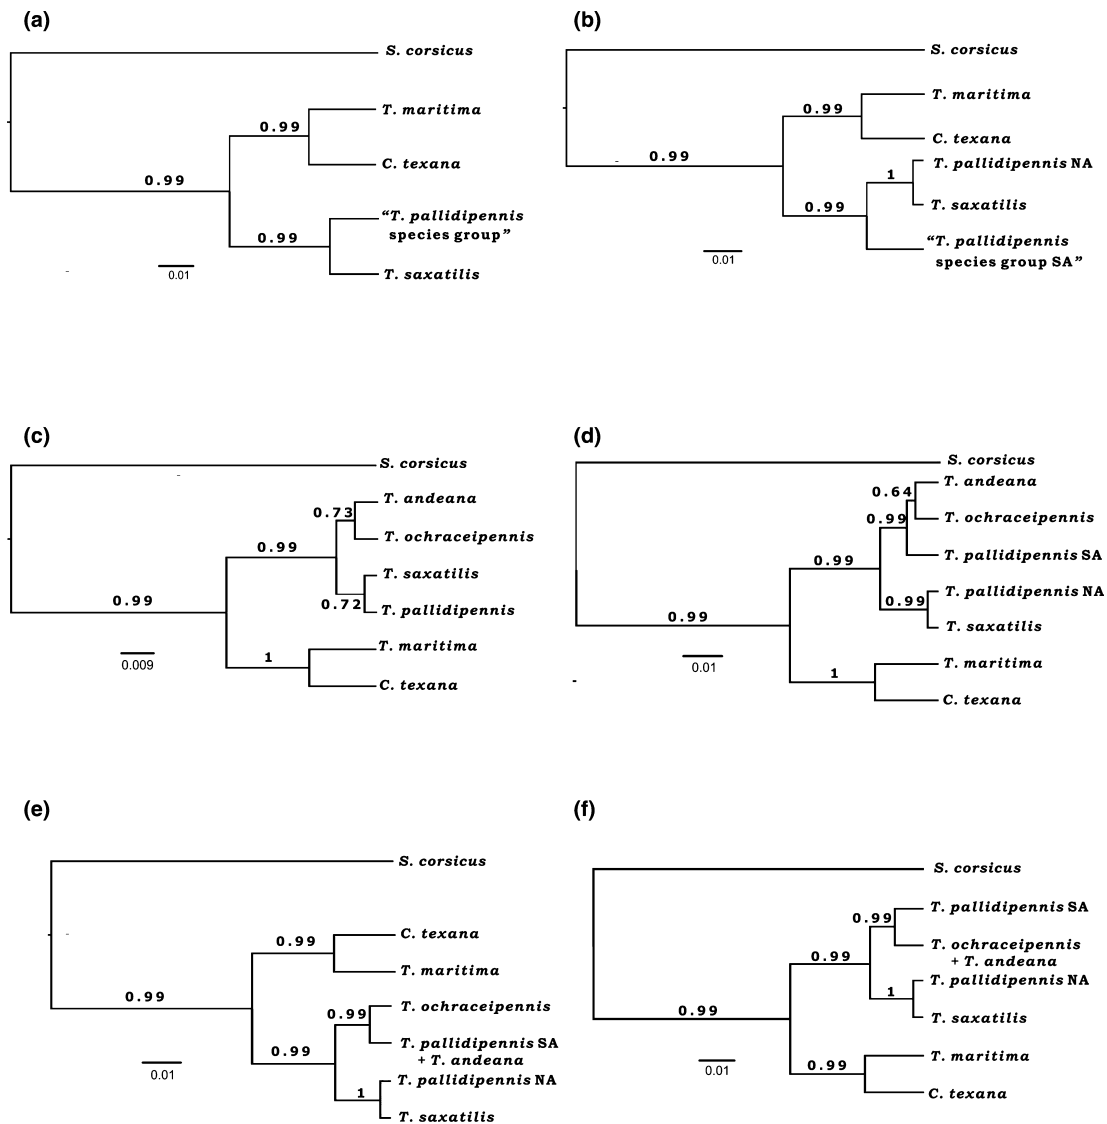 (a)
S. corsicus
T. maritima
0.99
C. texana
0.99
“T. pallidipennis
species group”
0.99
T. saxatilis
0.01
(b)
S. corsicus
T. maritima
0.99
C. texana
0.99
T. pallidipennis NA
1
T. saxatilis
0.99
“T. pallidipennis
species group SA”
0.01
(c)
S. corsicus
T. andeana
0.73
T. ochraceipennis
0.99
T. saxatilis
0.72
T. pallidipennis
0.99
T. maritima
1
C. texana
0.009
(d)
S. corsicus
T. andeana
0.64
T. ochraceipennis
0.99
T. pallidipennis SA
0.99
T. pallidipennis NA
0.99
T. saxatilis
0.99
T. maritima
1
C. texana
0.01
(e)
S. corsicus
C. texana
0.99
T. maritima
0.99
T. ochraceipennis
0.99
T. pallidipennis SA
+ T. andeana
0.99
T. pallidipennis NA
1
T. saxatilis
0.01
(f)
S. corsicus
T. pallidipennis SA
0.99
T. ochraceipennis
+ T. andeana
0.99
T. pallidipennis NA
1
T. saxatilis
0.99
T. maritima
0.99
C. texana
0.01